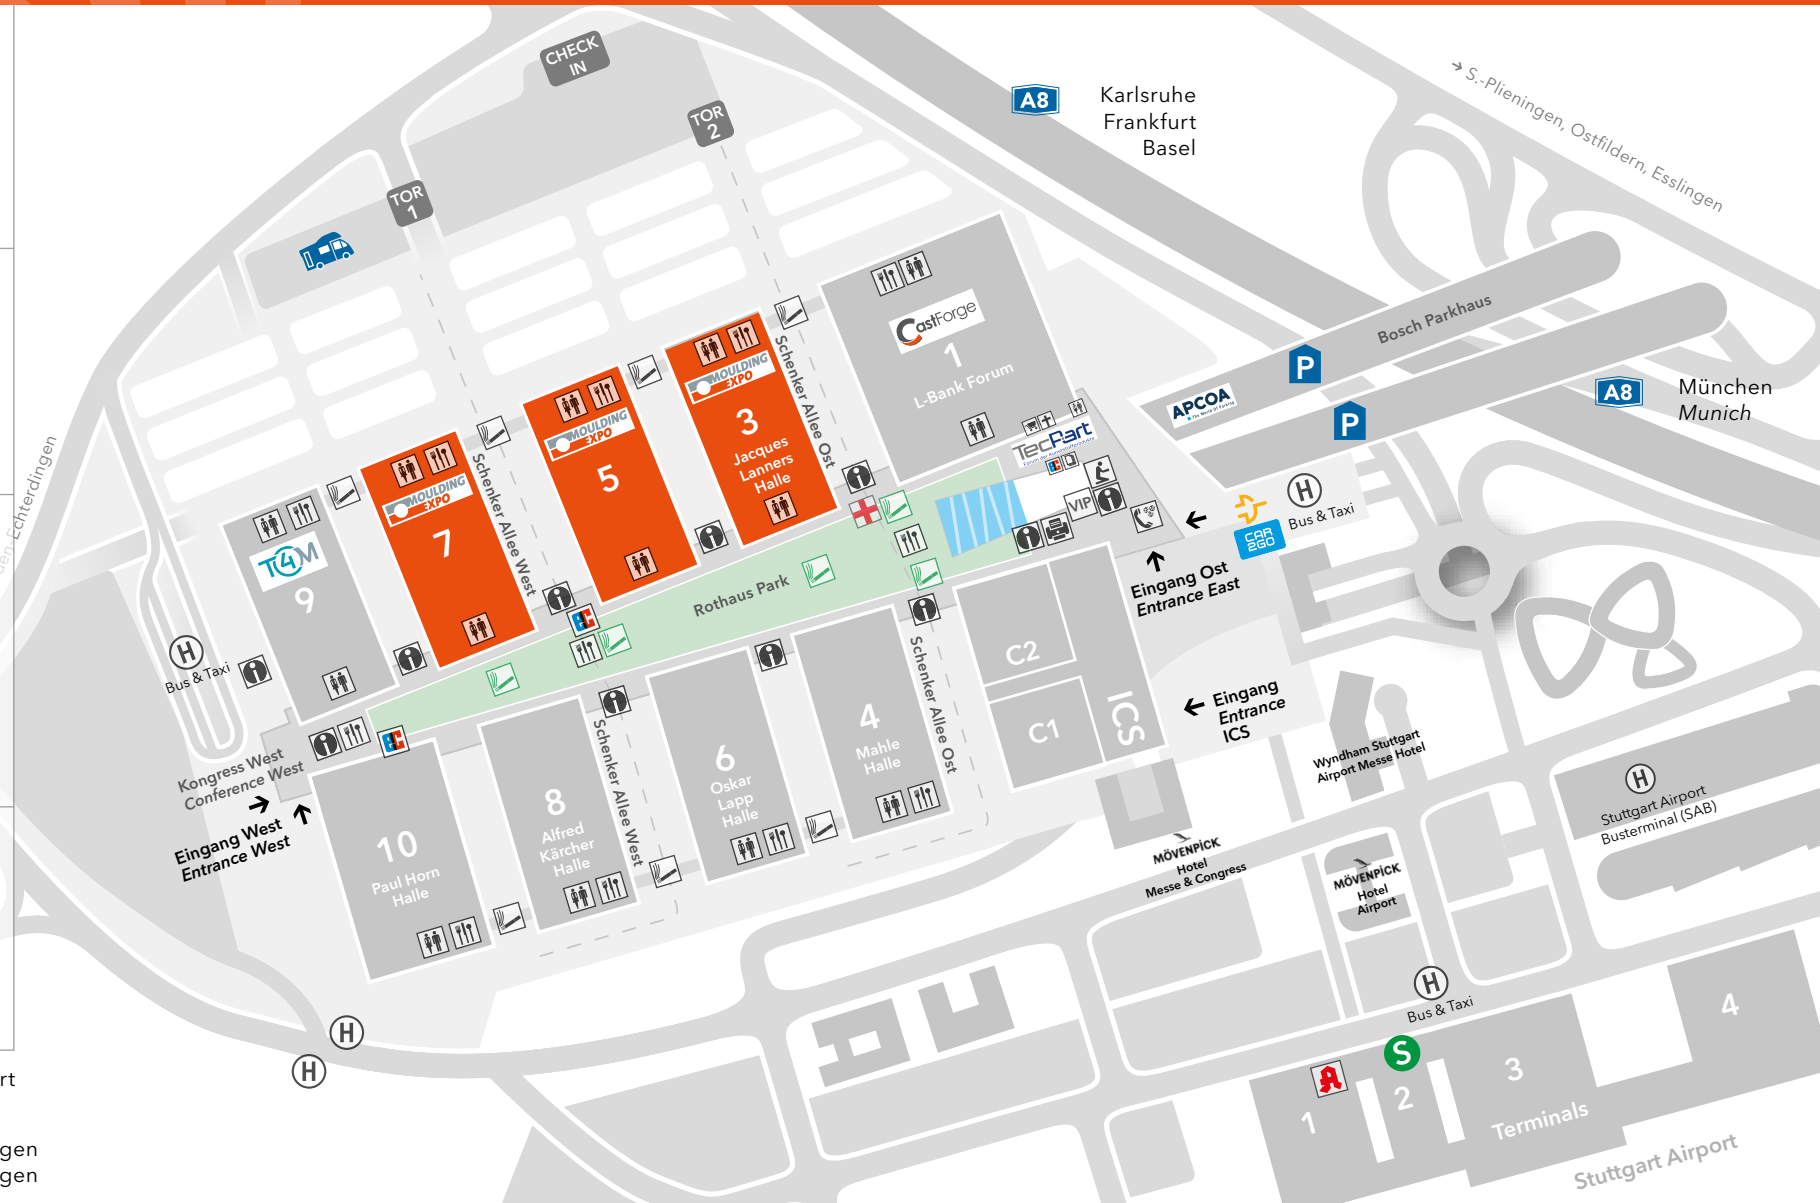 CHECK
IN
TOR
2
TOR
1
A8
Karlsruhe
Frankfurt
Basel
S.-Plieningen, Ostfildern, Esslingen
Bosch Parkhaus
P
P
APCOA
A8
München
Munich
CastForge
1
L-Bank Forum
MOULDING
EXPO
3
Jacques
Lanners
Halle
Schenker Allee Ost
MOULDING
EXPO
5
MOULDING
EXPO
7
Schenker Allee West
T4M
9
TecPart
VIP
EC
H
Bus & Taxi
CAR
2GO
Eingang Ost
Entrance East
Rothaus Park
EC
H
Bus & Taxi
Echterdingen
EC
Kongress West
Conference West
Eingang West
Entrance West
10
Paul Horn
Halle
8
Alfred
Kärcher
Halle
Schenker Allee West
6
Oskar
Lapp
Halle
4
Mahle
Halle
Schenker Allee Ost
C2
C1
ICS
Eingang
Entrance
ICS
Wyndham Stuttgart
Airport Messe Hotel
H
Stuttgart Airport
Busterminal (SAB)
MÖVENPICK
Hotel
Messe & Congress
MÖVENPICK
Hotel
Airport
H
Bus & Taxi
S
H
H
1
2
3
Terminals
4
Stuttgart Airport
rt
gen
gen